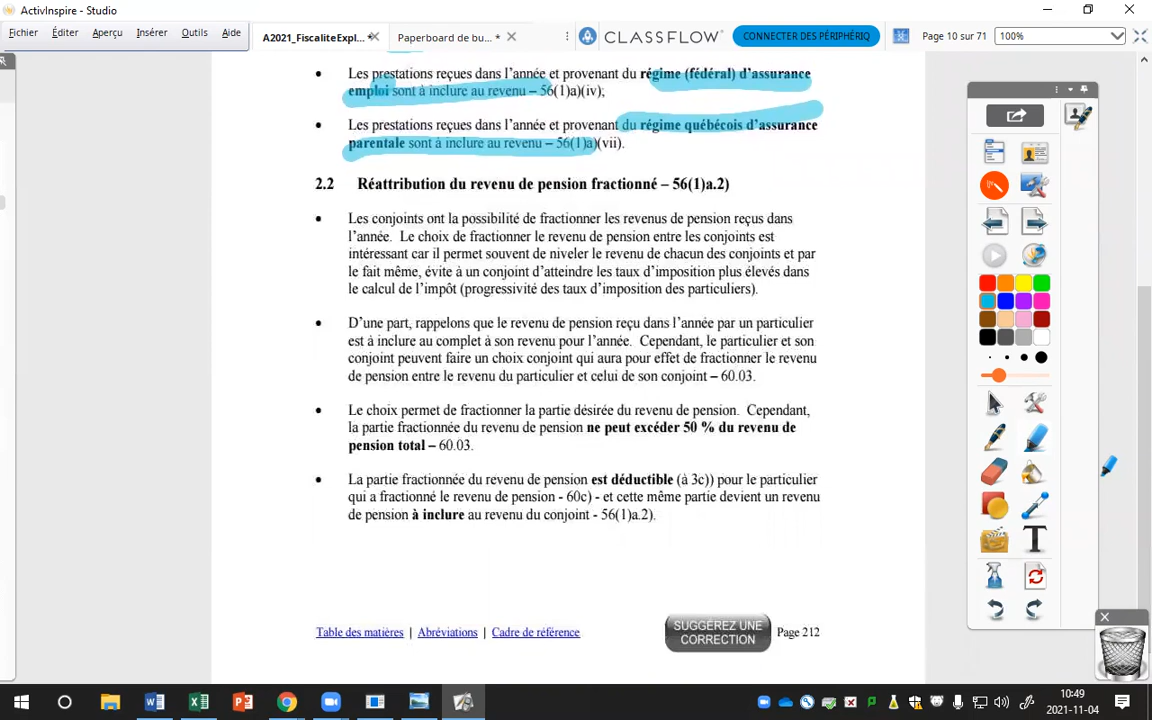 ActivInspire - Studio
Fichier Éditer Aperçu Insérer Outils Aide
A2021_FiscaliteExpl... Paperboard de bu... *
CLASSFLOW
CONNECTER DES PÉRIPHÉRIQ
Page 10 sur 71
100%
• Les prestations reçues dans l'année et provenant du régime (fédéral) d'assurance
emploi sont à inclure au revenu – 56(1)a)(iv);
• Les prestations reçues dans l'année et provenant du régime québécois d'assurance
parentale sont à inclure au revenu – 56(1)a)(vii).
2.2 Réattribution du revenu de pension fractionné – 56(1)a.2)
• Les conjoints ont la possibilité de fractionner les revenus de pension reçus dans
l'année. Le choix de fractionner le revenu de pension entre les conjoints est
intéressant car il permet souvent de niveler le revenu de chacun des conjoints et par
le fait même, évite à un conjoint d'atteindre les taux d'imposition plus élevés dans
le calcul de l'impôt (progressivité des taux d'imposition des particuliers).
• D'une part, rappelons que le revenu de pension reçu dans l'année par un particulier
est à inclure au complet à son revenu pour l'année. Cependant, le particulier et son
conjoint peuvent faire un choix conjoint qui aura pour effet de fractionner le revenu
de pension entre le revenu du particulier et celui de son conjoint – 60.03.
• Le choix permet de fractionner la partie désirée du revenu de pension. Cependant,
la partie fractionnée du revenu de pension ne peut excéder 50 % du revenu de
pension total – 60.03.
• La partie fractionnée du revenu de pension est déductible (à 3c)) pour le particulier
qui a fractionné le revenu de pension - 60c) - et cette même partie devient un revenu
de pension à inclure au revenu du conjoint - 56(1)a.2).
Table des matières | Abréviations | Cadre de référence
SUGGÉREZ UNE
CORRECTION
Page 212
10:49
2021-11-04